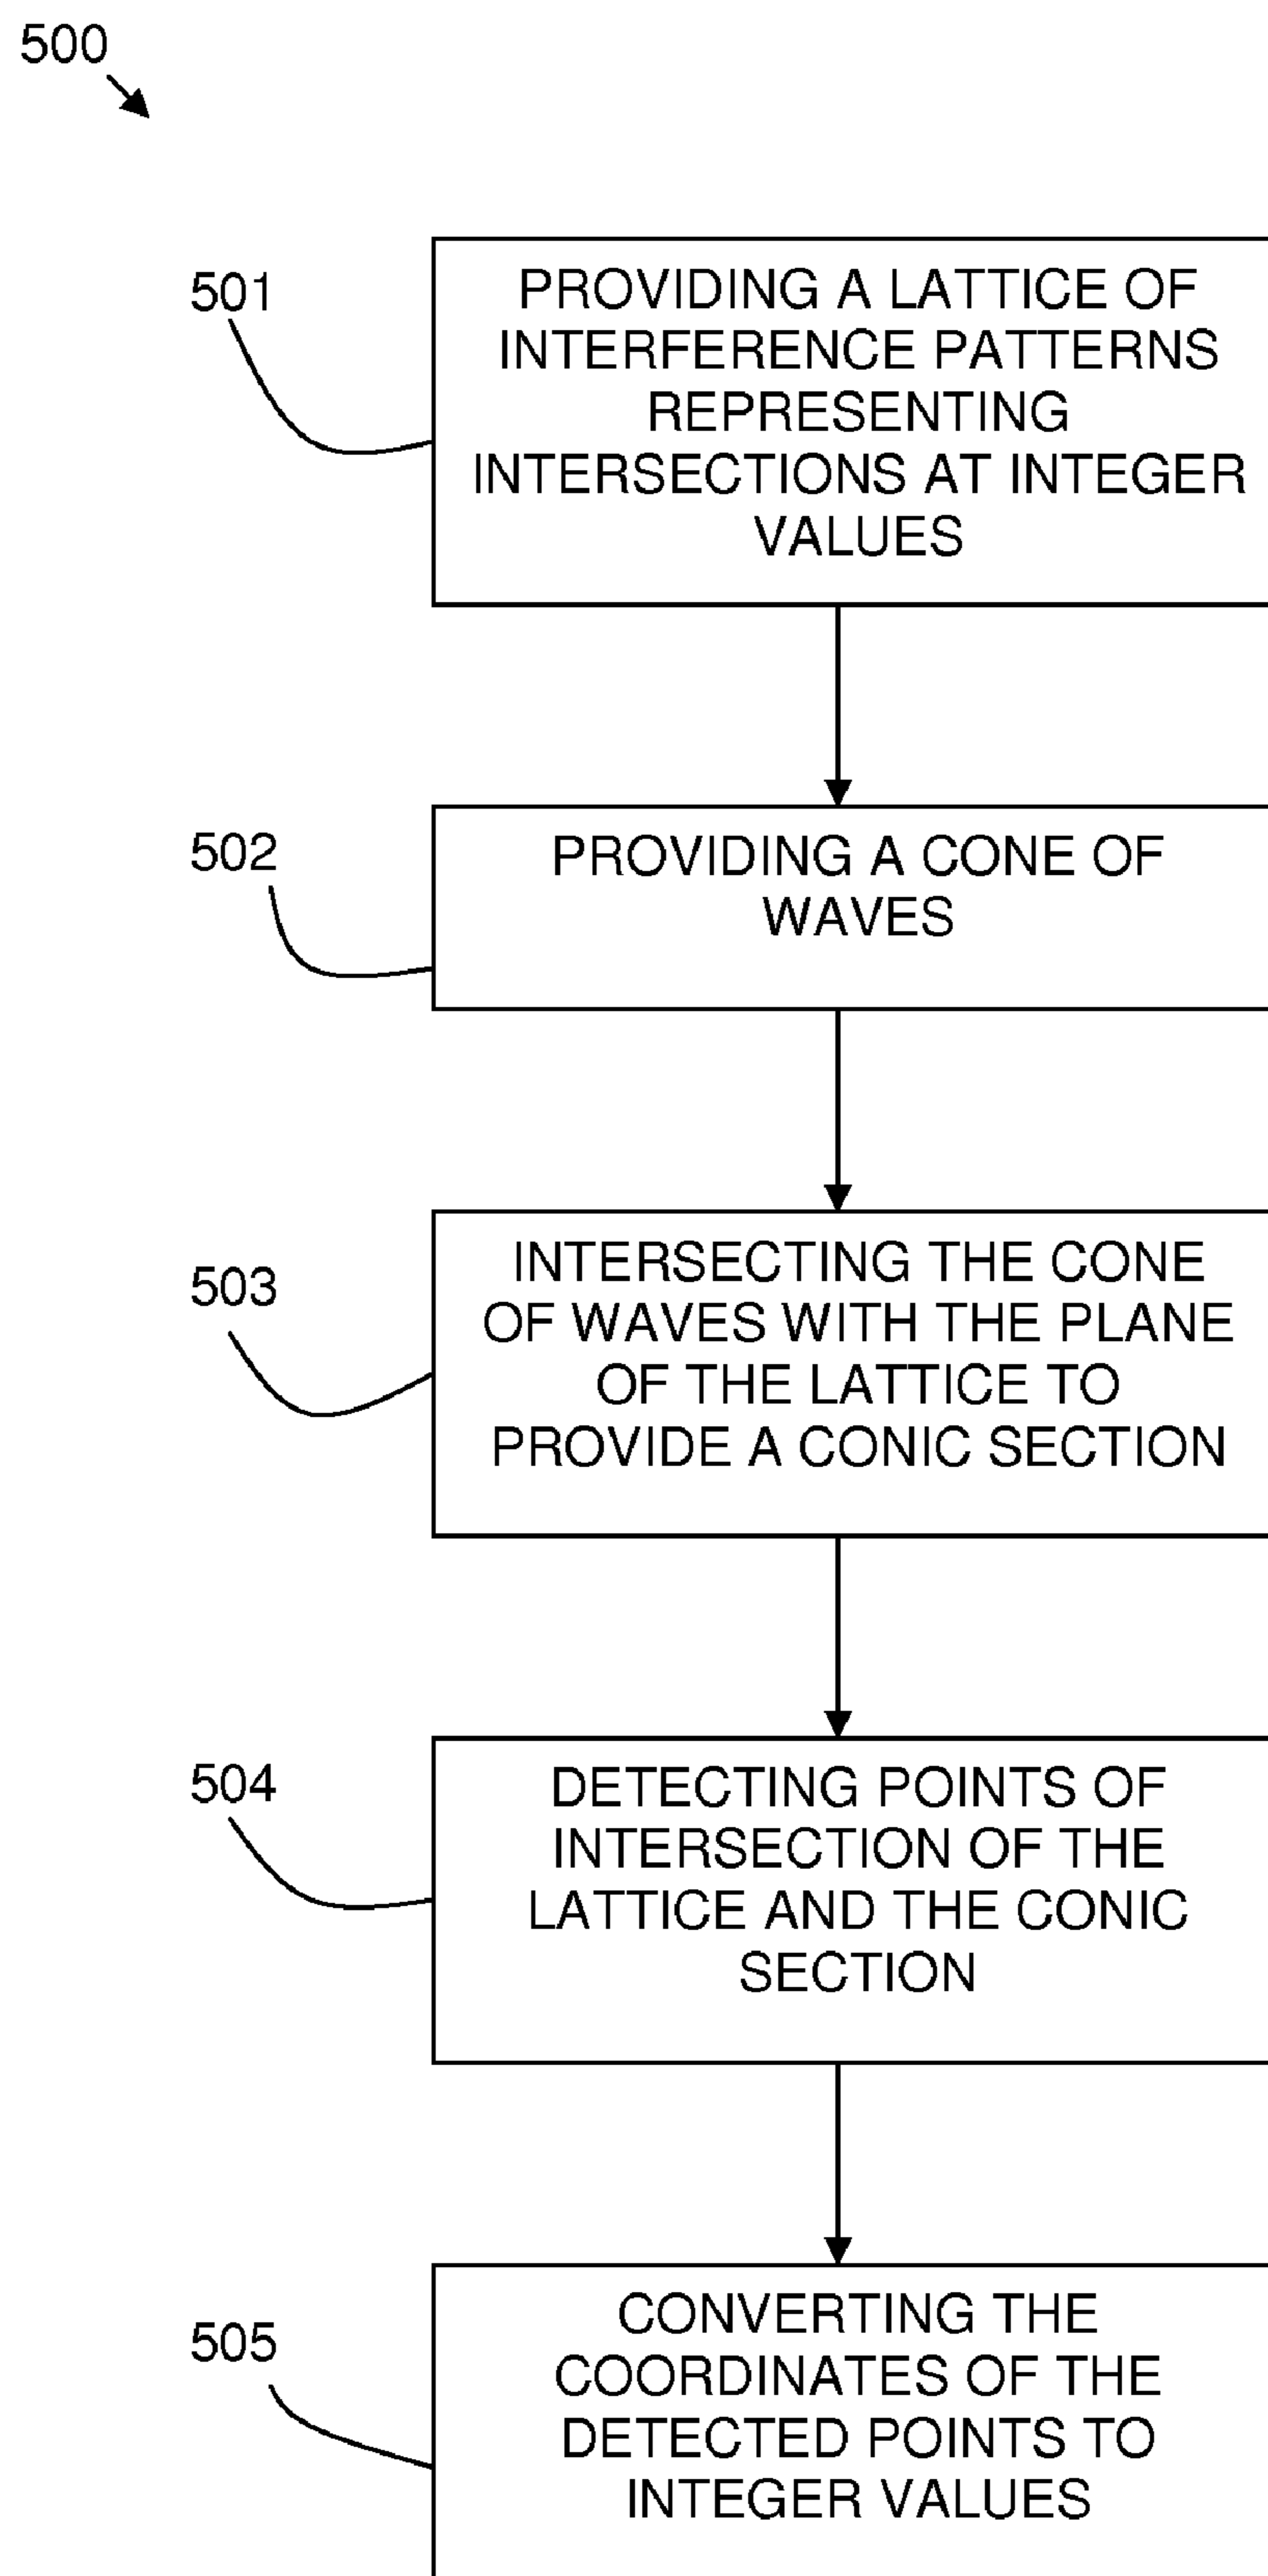 500
501
PROVIDING A LATTICE OF
INTERFERENCE PATTERNS
REPRESENTING
INTERSECTIONS AT INTEGER
VALUES
502
PROVIDING A CONE OF
WAVES
503
INTERSECTING THE CONE
OF WAVES WITH THE PLANE
OF THE LATTICE TO
PROVIDE A CONIC SECTION
504
DETECTING POINTS OF
INTERSECTION OF THE
LATTICE AND THE CONIC
SECTION
505
CONVERTING THE
COORDINATES OF THE
DETECTED POINTS TO
INTEGER VALUES